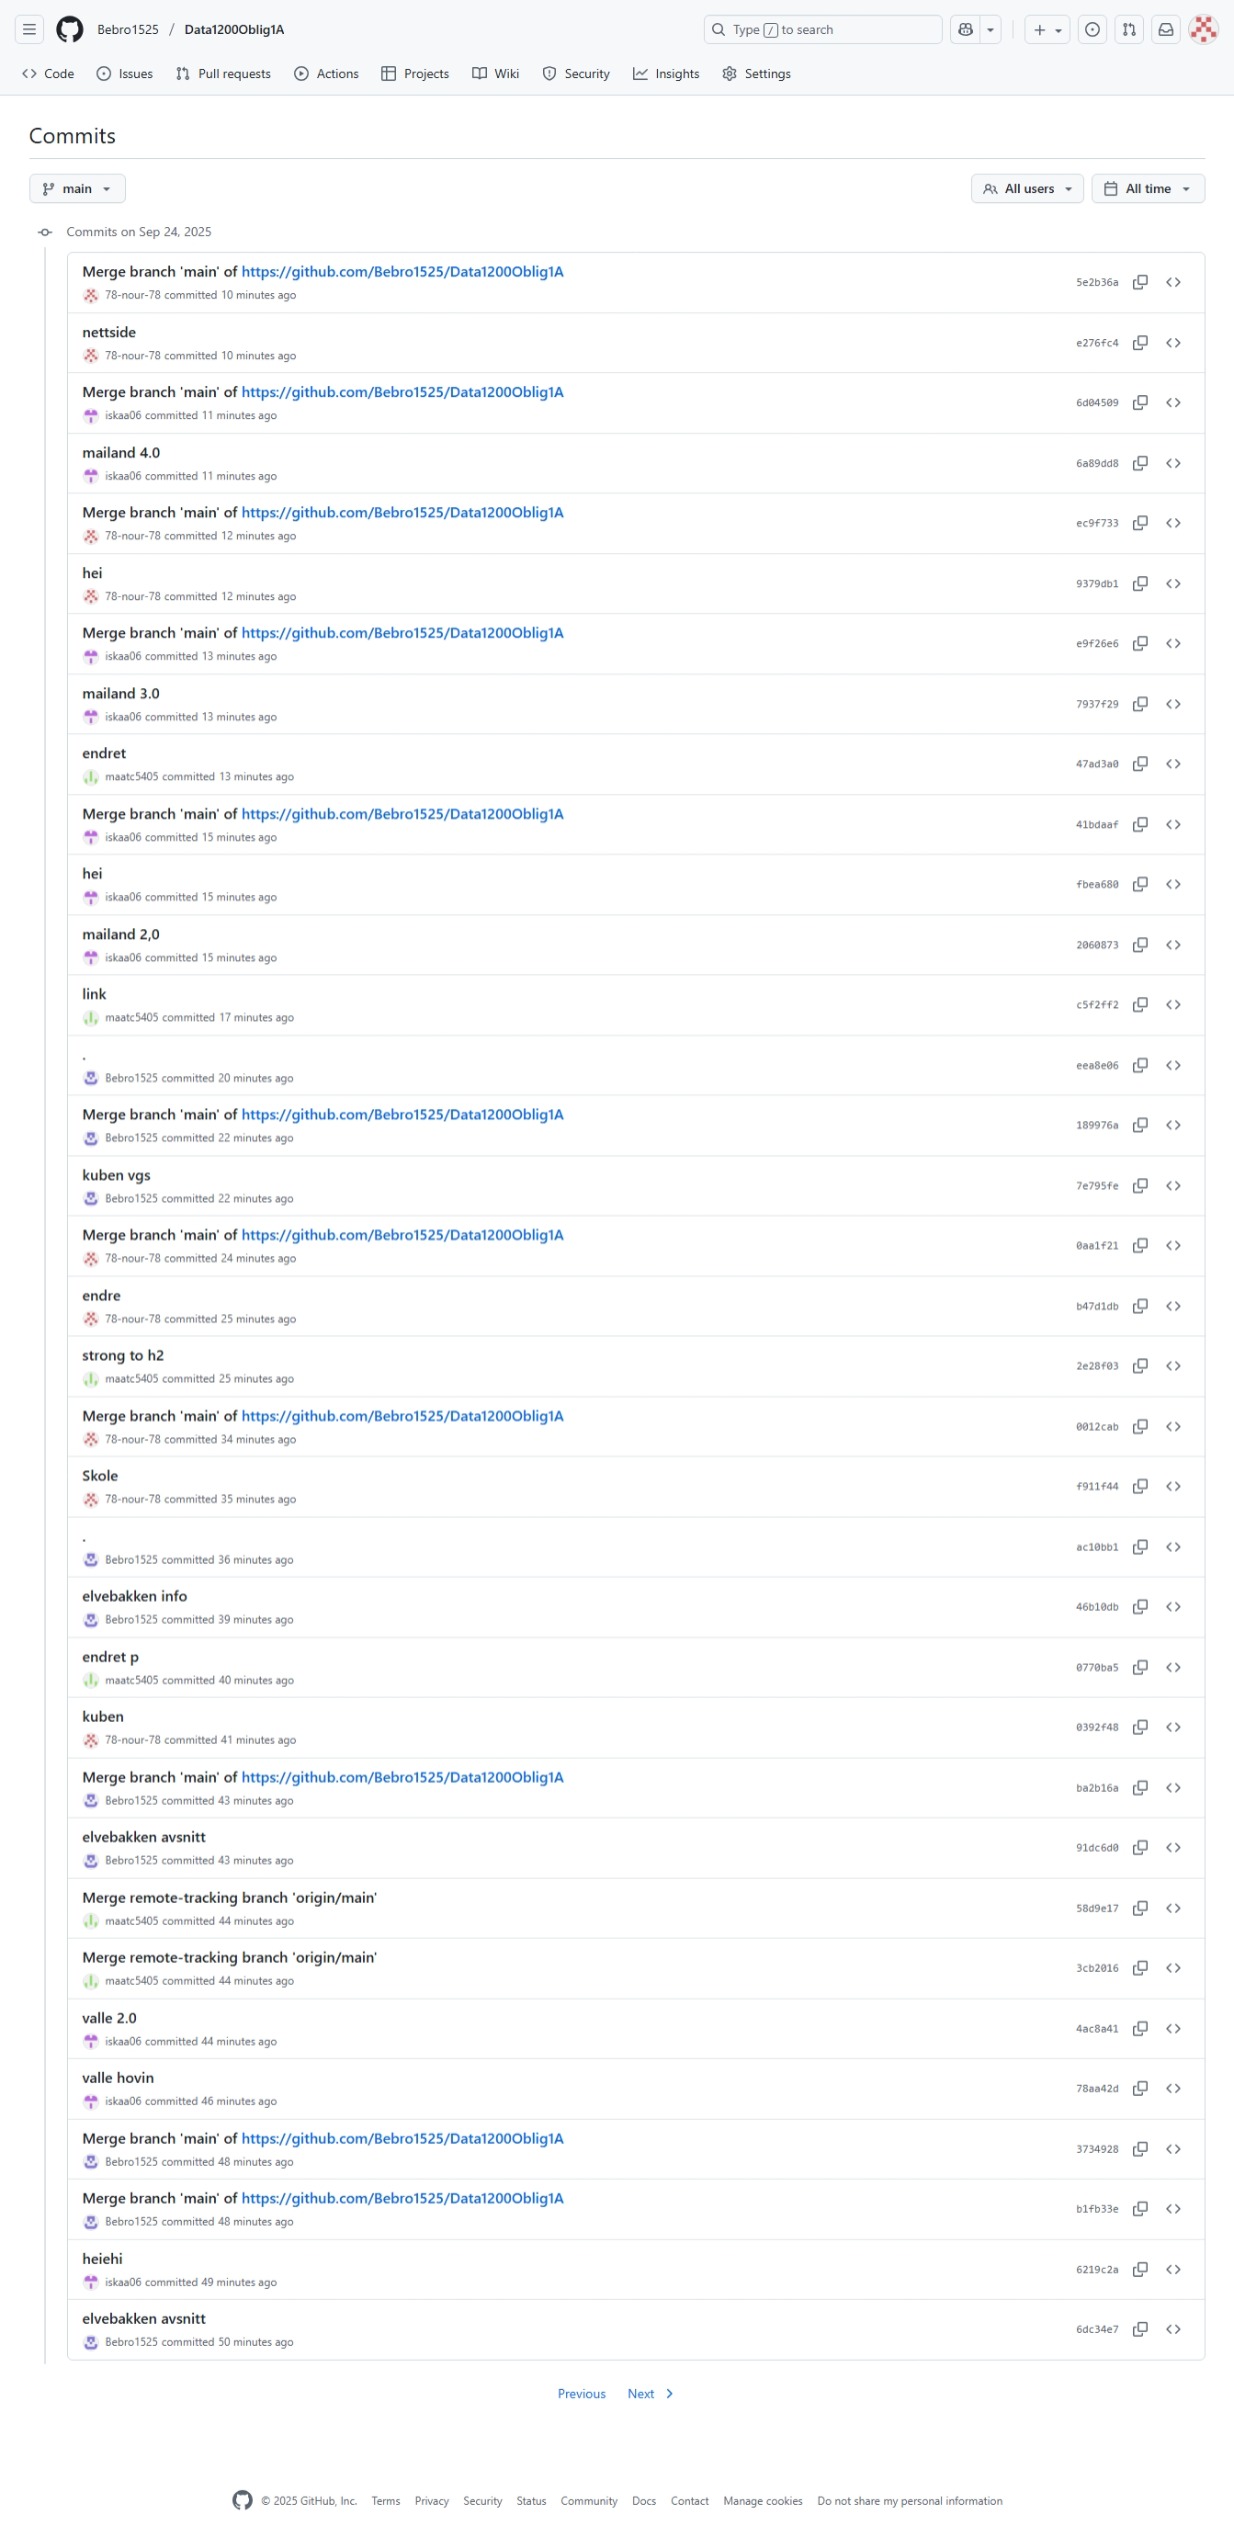 Bebro1525 / Data1200Oblig1A
Type / to search
Code Issues Pull requests Actions Projects Wiki Security Insights Settings
Commits
main All users All time
Commits on Sep 24, 2025
Merge branch 'main' of https://github.com/Bebro1525/Data1200Oblig1A
5e2b36a
78-nour-78 committed 10 minutes ago
nettside
e276fc4
78-nour-78 committed 10 minutes ago
Merge branch 'main' of https://github.com/Bebro1525/Data1200Oblig1A
6d04509
iskaa06 committed 11 minutes ago
mailand 4.0
6a89dd8
iskaa06 committed 11 minutes ago
Merge branch 'main' of https://github.com/Bebro1525/Data1200Oblig1A
ec9f733
78-nour-78 committed 12 minutes ago
hei
9379db1
78-nour-78 committed 12 minutes ago
Merge branch 'main' of https://github.com/Bebro1525/Data1200Oblig1A
e9f26e6
iskaa06 committed 13 minutes ago
mailand 3.0
7937f29
iskaa06 committed 13 minutes ago
endret
47ad3a0
maatc5405 committed 13 minutes ago
Merge branch 'main' of https://github.com/Bebro1525/Data1200Oblig1A
41bdaaf
iskaa06 committed 15 minutes ago
hei
fbea680
iskaa06 committed 15 minutes ago
mailand 2,0
2060873
iskaa06 committed 15 minutes ago
link
c5f2ff2
maatc5405 committed 17 minutes ago
.
eea8e06
Bebro1525 committed 20 minutes ago
Merge branch 'main' of https://github.com/Bebro1525/Data1200Oblig1A
189976a
Bebro1525 committed 22 minutes ago
kuben vgs
7e795fe
Bebro1525 committed 22 minutes ago
Merge branch 'main' of https://github.com/Bebro1525/Data1200Oblig1A
0aa1f21
78-nour-78 committed 24 minutes ago
endre
b47d1db
78-nour-78 committed 25 minutes ago
strong to h2
2e28f03
maatc5405 committed 25 minutes ago
Merge branch 'main' of https://github.com/Bebro1525/Data1200Oblig1A
0012cab
78-nour-78 committed 34 minutes ago
Skole
f911f44
78-nour-78 committed 35 minutes ago
.
ac10bb1
Bebro1525 committed 36 minutes ago
elvebakken info
46b10db
Bebro1525 committed 39 minutes ago
endret p
0770ba5
maatc5405 committed 40 minutes ago
kuben
0392f48
78-nour-78 committed 41 minutes ago
Merge branch 'main' of https://github.com/Bebro1525/Data1200Oblig1A
ba2b16a
Bebro1525 committed 43 minutes ago
elvebakken avsnitt
91dc6d0
Bebro1525 committed 43 minutes ago
Merge remote-tracking branch 'origin/main'
58d9e17
maatc5405 committed 44 minutes ago
Merge remote-tracking branch 'origin/main'
3cb2016
maatc5405 committed 44 minutes ago
valle 2.0
4ac8a41
iskaa06 committed 44 minutes ago
valle hovin
78aa42d
iskaa06 committed 46 minutes ago
Merge branch 'main' of https://github.com/Bebro1525/Data1200Oblig1A
3734928
Bebro1525 committed 48 minutes ago
Merge branch 'main' of https://github.com/Bebro1525/Data1200Oblig1A
b1fb33e
Bebro1525 committed 48 minutes ago
heiehi
6219c2a
iskaa06 committed 49 minutes ago
elvebakken avsnitt
6dc34e7
Bebro1525 committed 50 minutes ago
Previous Next
© 2025 GitHub, Inc. Terms Privacy Security Status Community Docs Contact Manage cookies Do not share my personal information